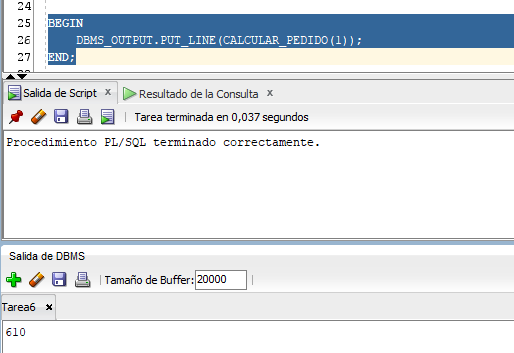 24
25 BEGIN
26 DBMS_OUTPUT.PUT_LINE(CALCULAR_PEDIDO(1));
27 END;
Salida de Script x Resultado de la Consulta x
Tarea terminada en 0,037 segundos
Procedimiento PL/SQL terminado correctamente.
Salida de DBMS
Tamaño de Buffer: 20000
Tarea6 x
610